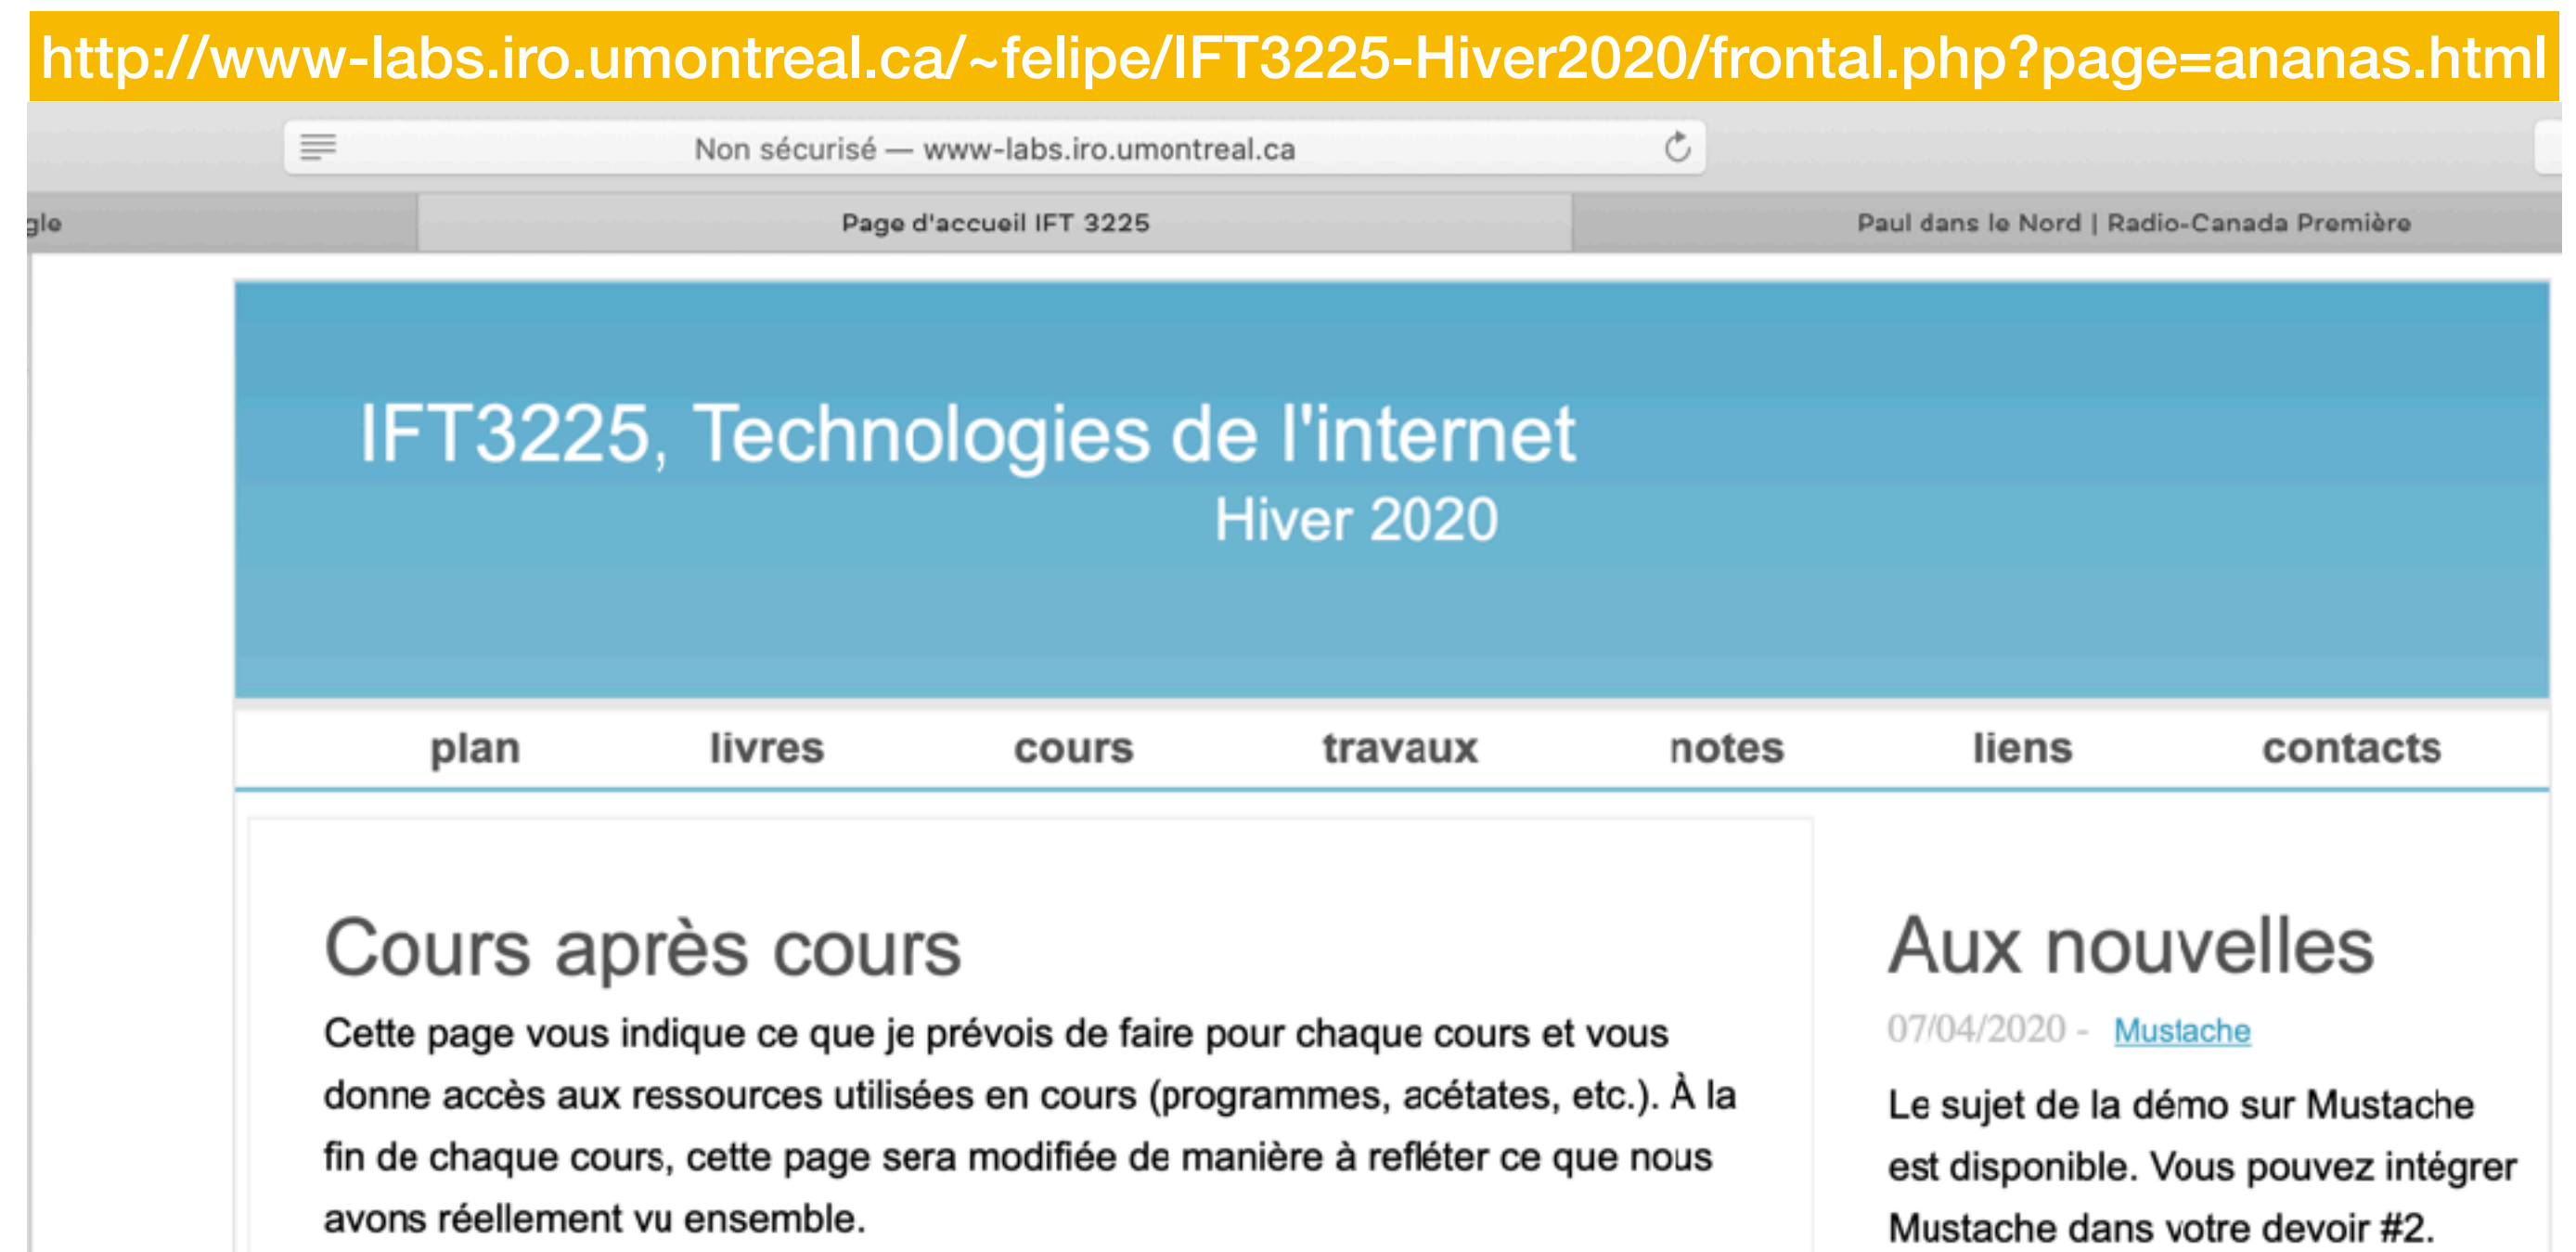 http://www-labs.iro.umontreal.ca/~felipe/IFT3225-Hiver2020/frontal.php?page=ananas.html
Non sécurisé — www-labs.iro.umontreal.ca
gle
Page d'accueil IFT 3225
Paul dans le Nord | Radio-Canada Première
IFT3225, Technologies de l'internet
Hiver 2020
plan livres cours travaux notes liens contacts
Cours après cours
Cette page vous indique ce que je prévois de faire pour chaque cours et vous
donne accès aux ressources utilisées en cours (programmes, acétates, etc.). À la
fin de chaque cours, cette page sera modifiée de manière à refléter ce que nous
avons réellement vu ensemble.
Aux nouvelles
07/04/2020 - Mustache
Le sujet de la démo sur Mustache
est disponible. Vous pouvez intégrer
Mustache dans votre devoir #2.